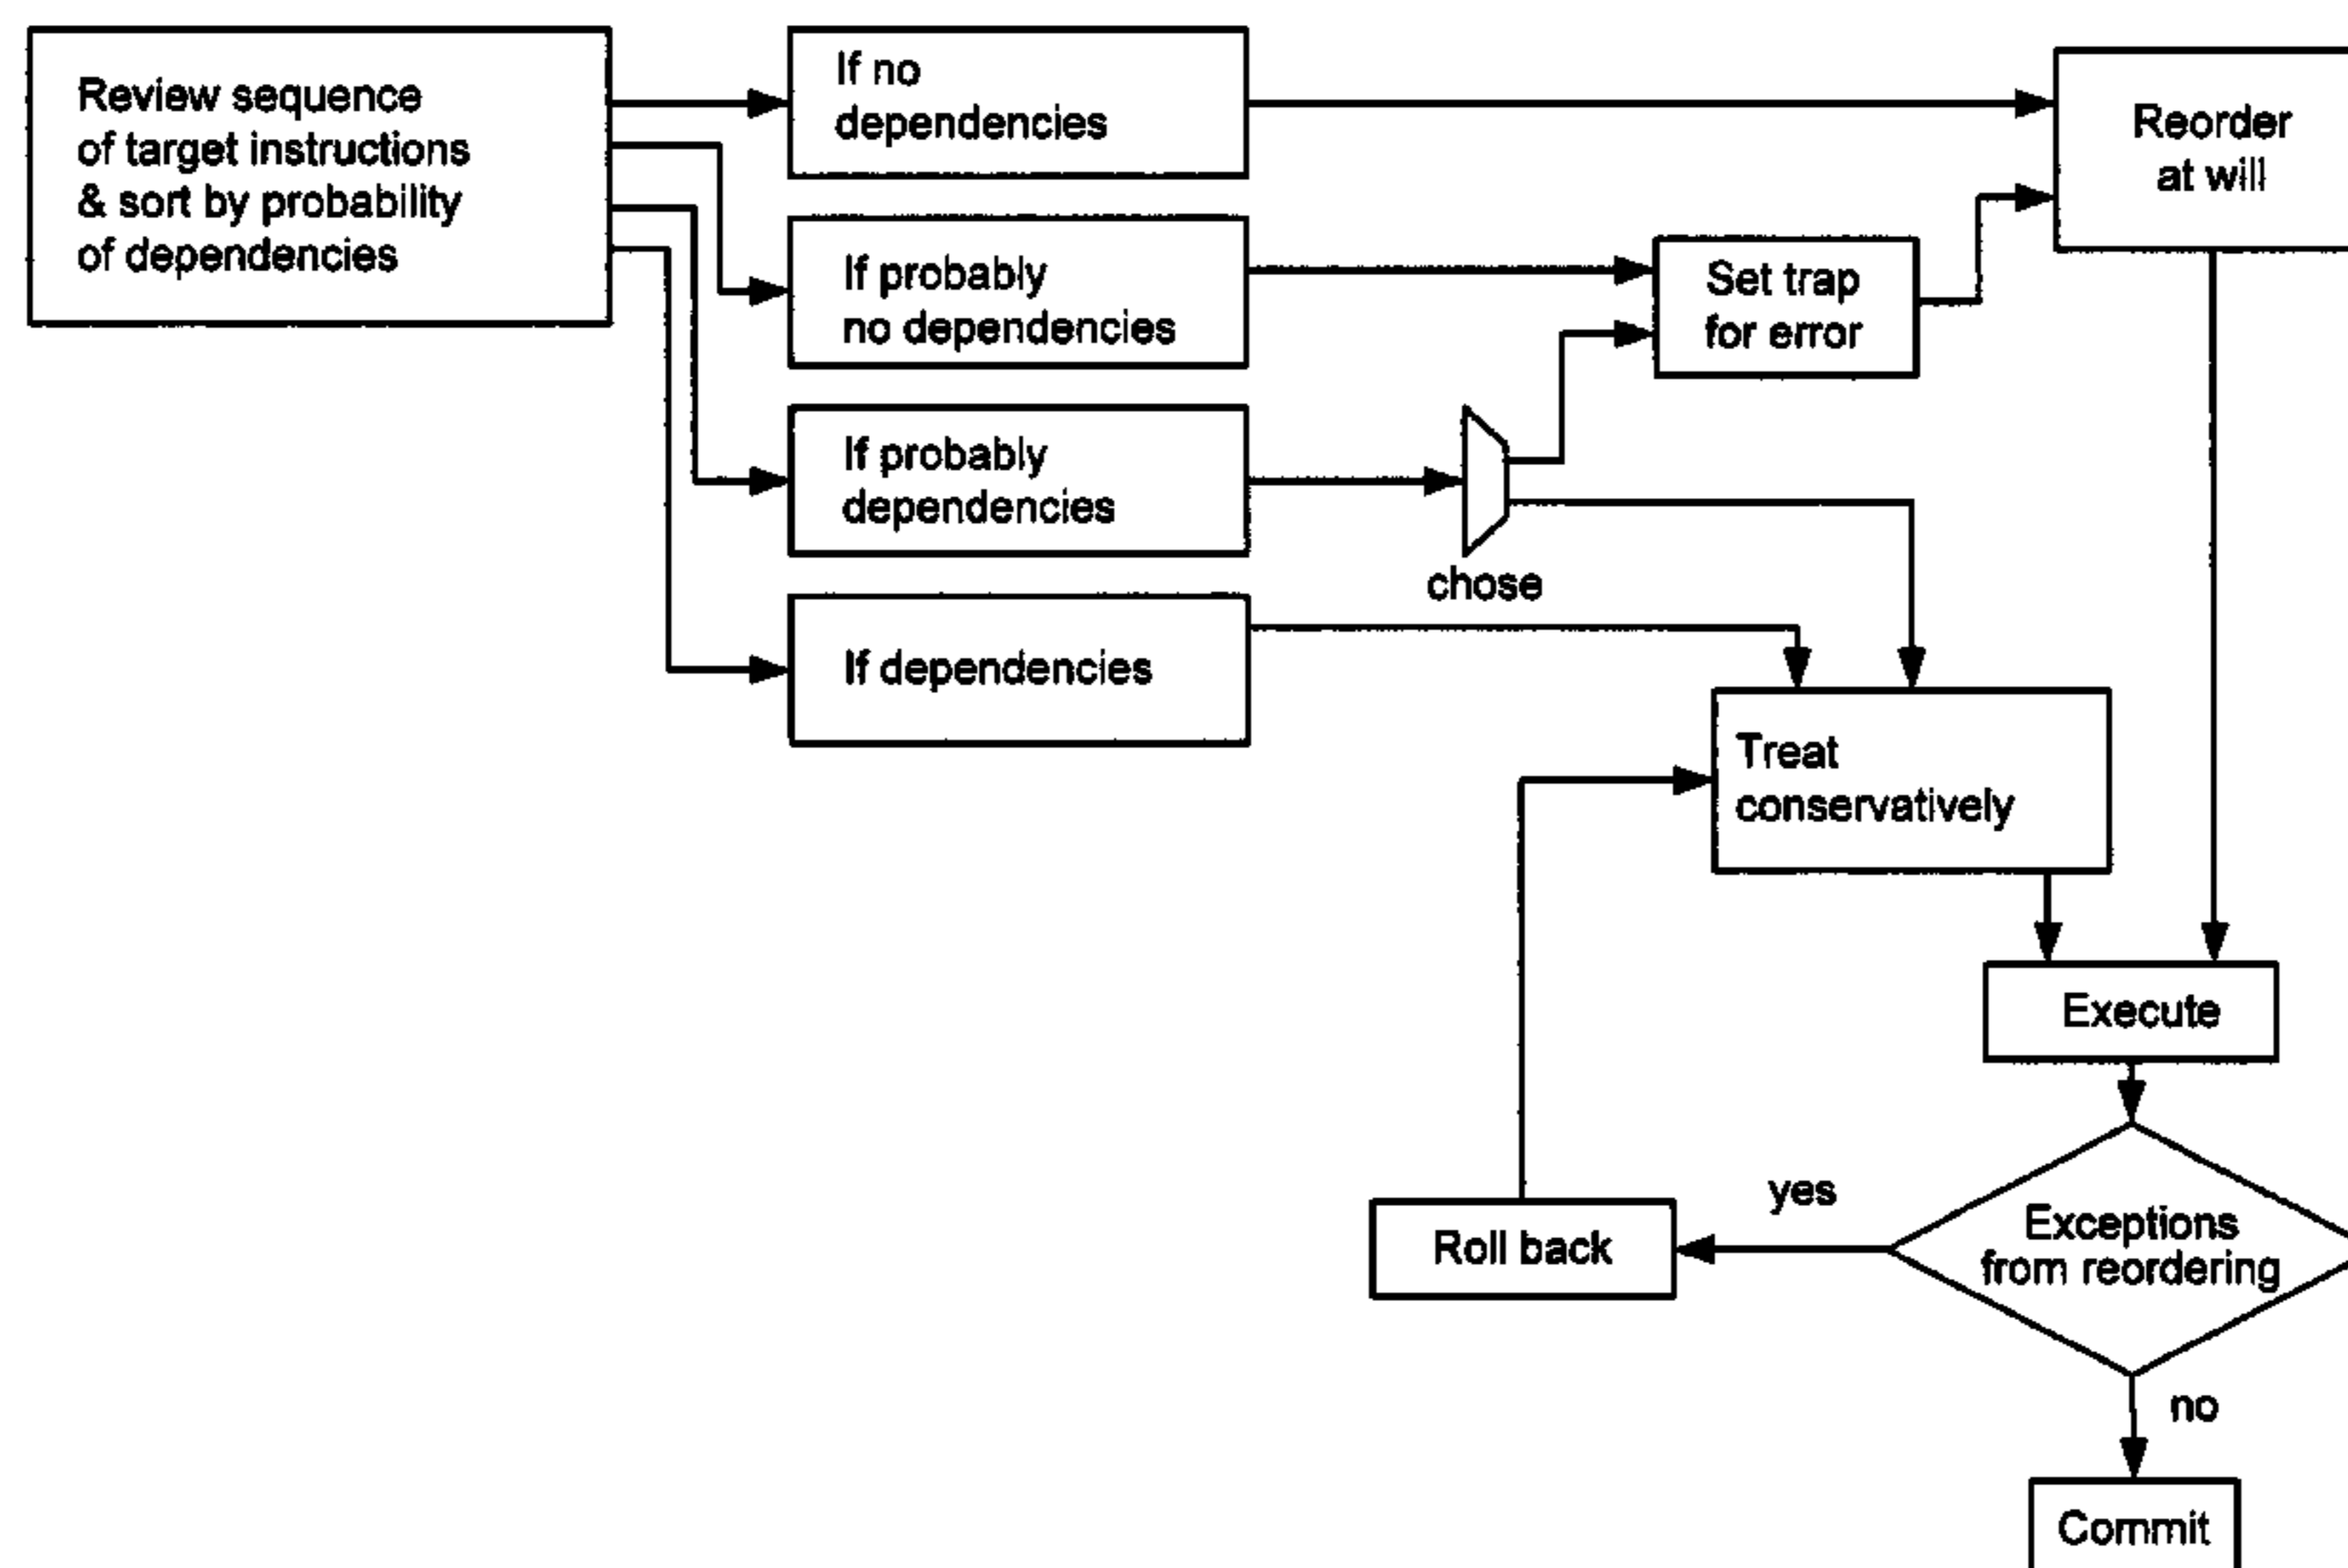 Review sequence
of target instructions
& sort by probability
of dependencies
If no
dependencies
Reorder
at will
If probably
no dependencies
Set trap
for error
If probably
dependencies
chose
If dependencies
Treat
conservatively
Execute
yes
Exceptions
from reordering
Roll back
no
Commit